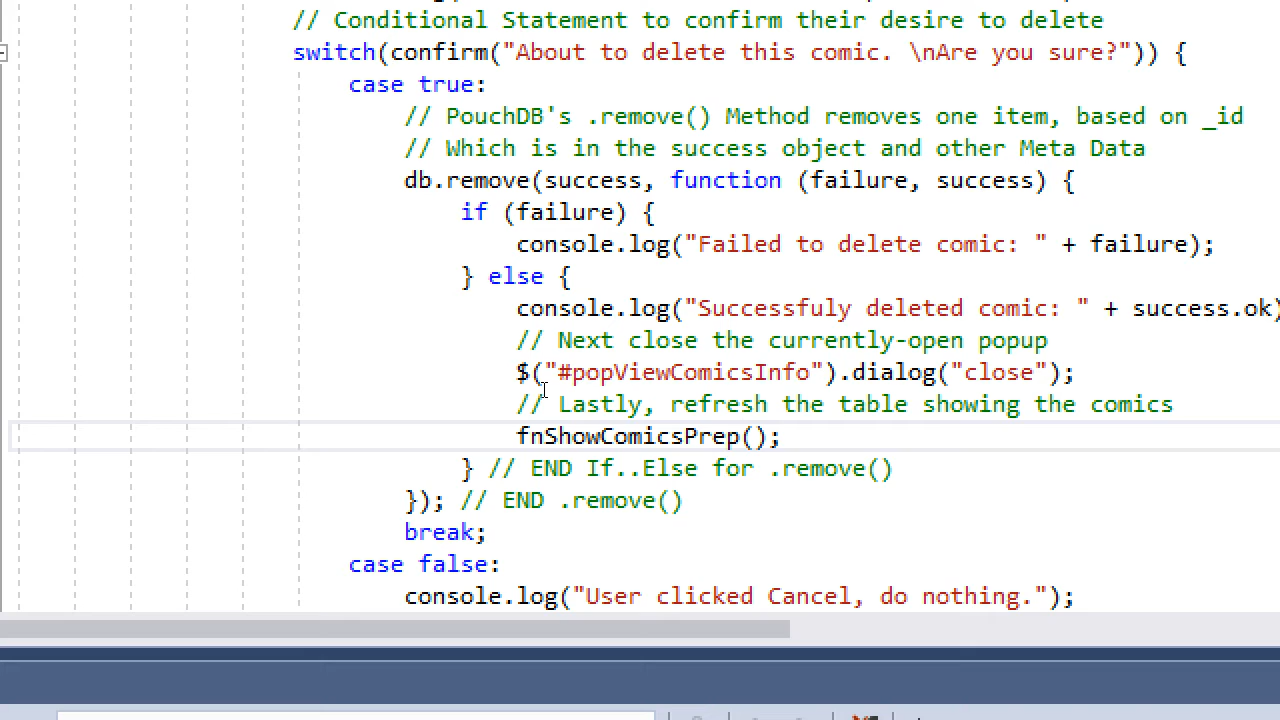 // Conditional Statement to confirm their desire to delete
switch(confirm("About to delete this comic. \nAre you sure?")) {
case true:
// PouchDB's .remove() Method removes one item, based on _id
// Which is in the success object and other Meta Data
db.remove(success, function (failure, success) {
if (failure) {
console.log("Failed to delete comic: " + failure);
} else {
console.log("Successfuly deleted comic: " + success.ok)
// Next close the currently-open popup
$("#popViewComicsInfo").dialog("close");
// Lastly, refresh the table showing the comics
fnShowComicsPrep();
} // END If..Else for .remove()
}); // END .remove()
break;
case false:
console.log("User clicked Cancel, do nothing.");